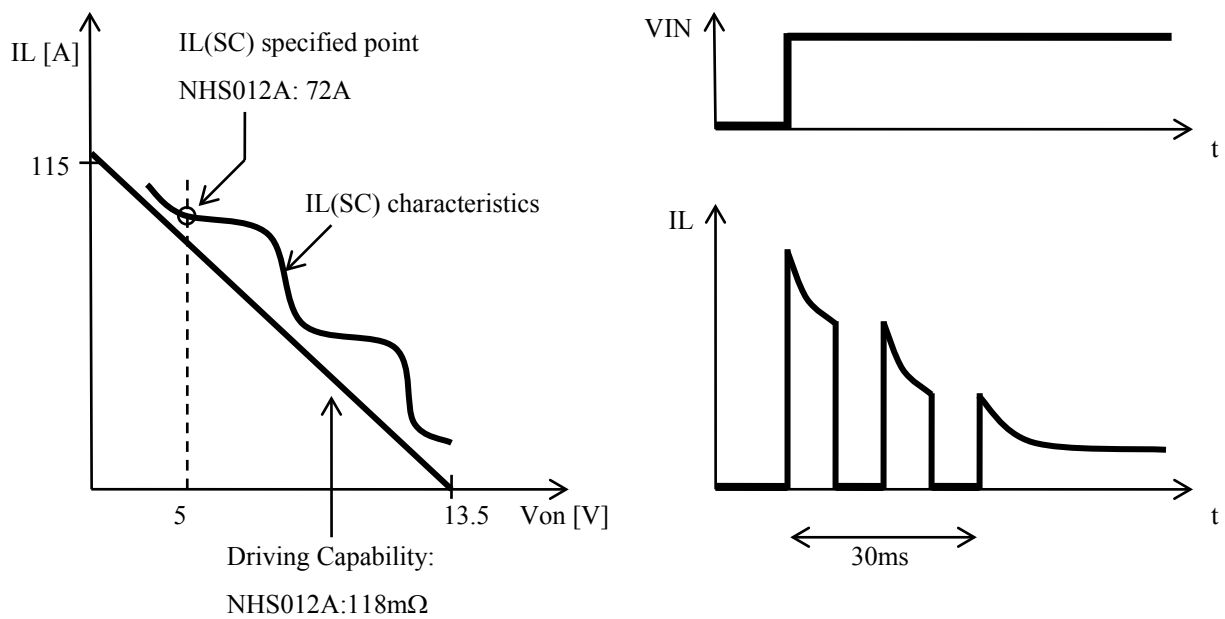 IL [A]
IL(SC) specified point
NHS012A: 72A
115
IL(SC) characteristics
5
13.5
Von [V]
Driving Capability:
NHS012A:118mΩ
VIN
t
IL
t
30ms